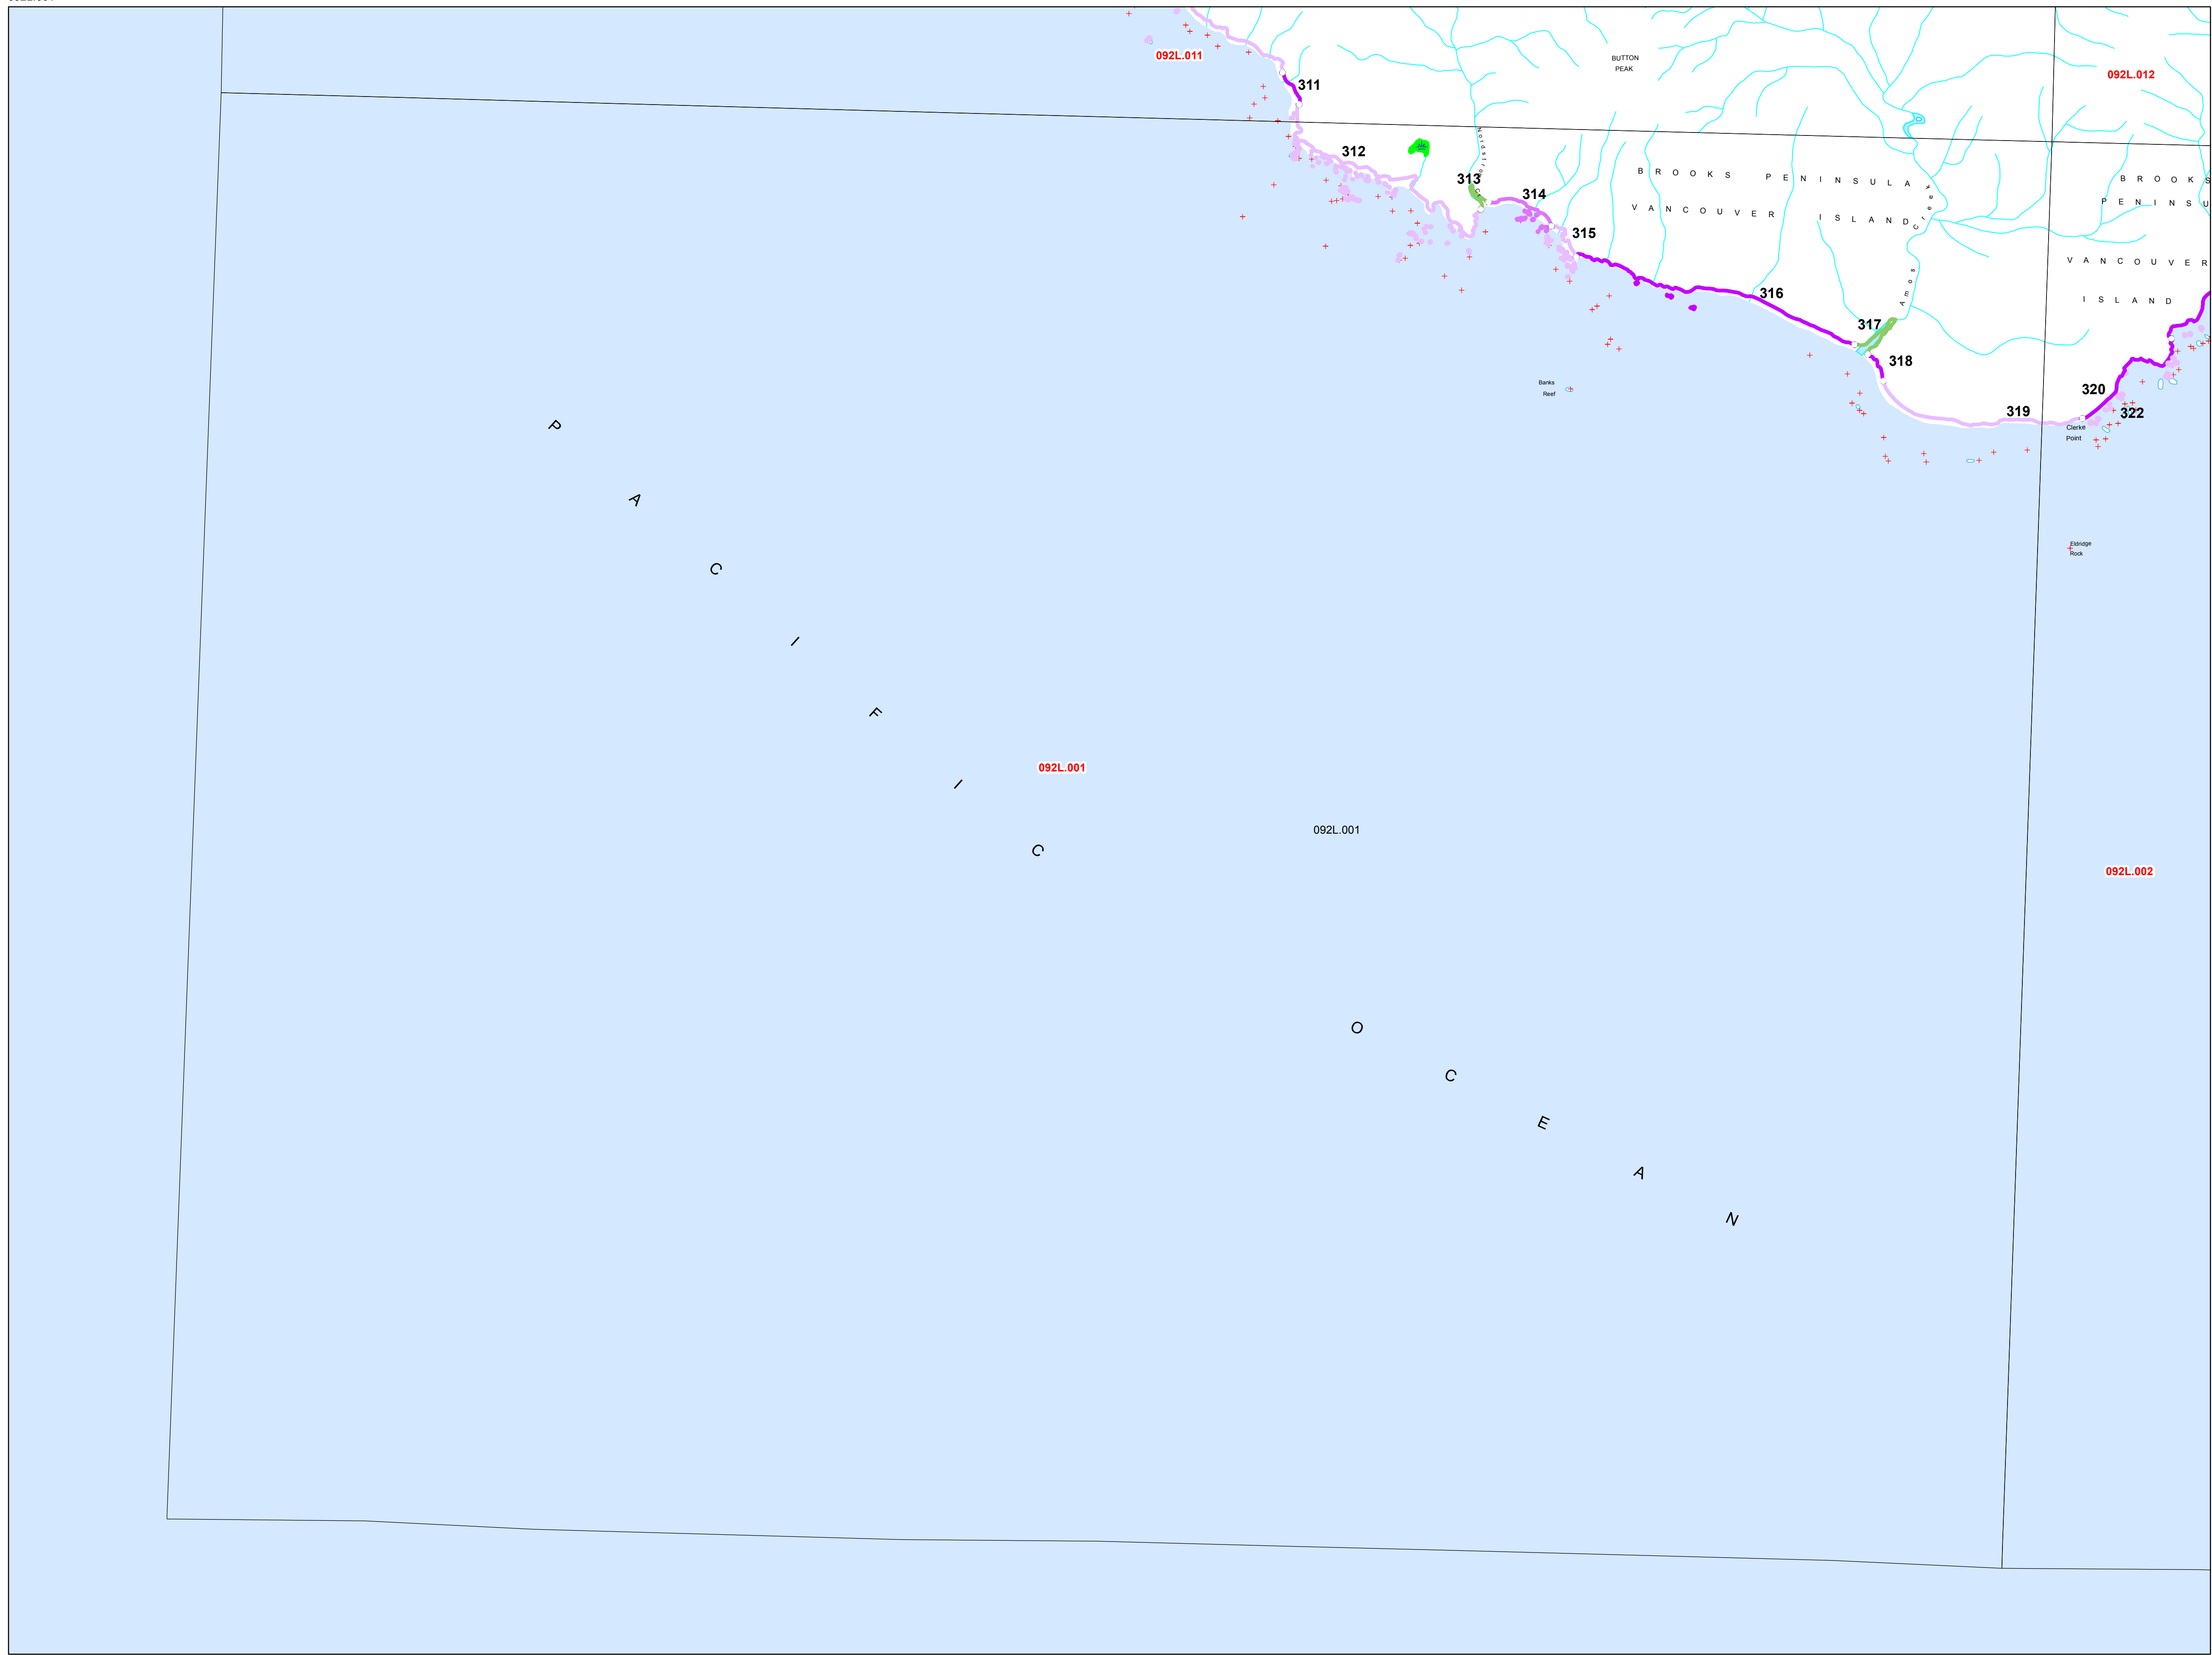 092L.011
BUTTON
PEAK
092L.012
311
312
313
314
315
316
317
318
319
320
322
BROOKS PENINSULA
VANCOUVER ISLAND
Amos Creek
BROOKS
PENINSU
VANCOUVER
ISLAND
Banks
Reef
Clerke
Point
Eldridge
Rock
PACIFIC
OCEAN
092L.001
092L.001
092L.002